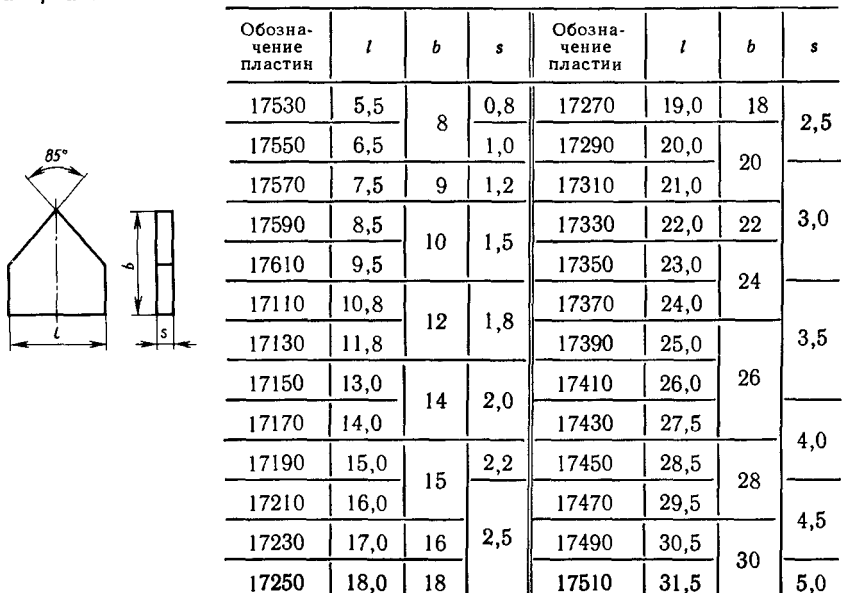 Обозна-
чение
пластин
l
b
s
Обозна-
чение
пластии
l
b
s
17530 5,5 8 0,8 17270 19,0 18 2,5
17550 6,5 1,0 17290 20,0 20
17570 7,5 9 1,2 17310 21,0 3,0
17590 8,5 10 1,5 17330 22,0 22
17610 9,5 17350 23,0 24
17110 10,8 12 1,8 17370 24,0 3,5
17130 11,8 17390 25,0 26
17150 13,0 14 2,0 17410 26,0
17170 14,0 17430 27,5 4,0
17190 15,0 15 2,2 17450 28,5 28
17210 16,0 2,5 17470 29,5 4,5
17230 17,0 16 17490 30,5 30
17250 18,0 18 17510 31,5 5,0
85°
b
l
s